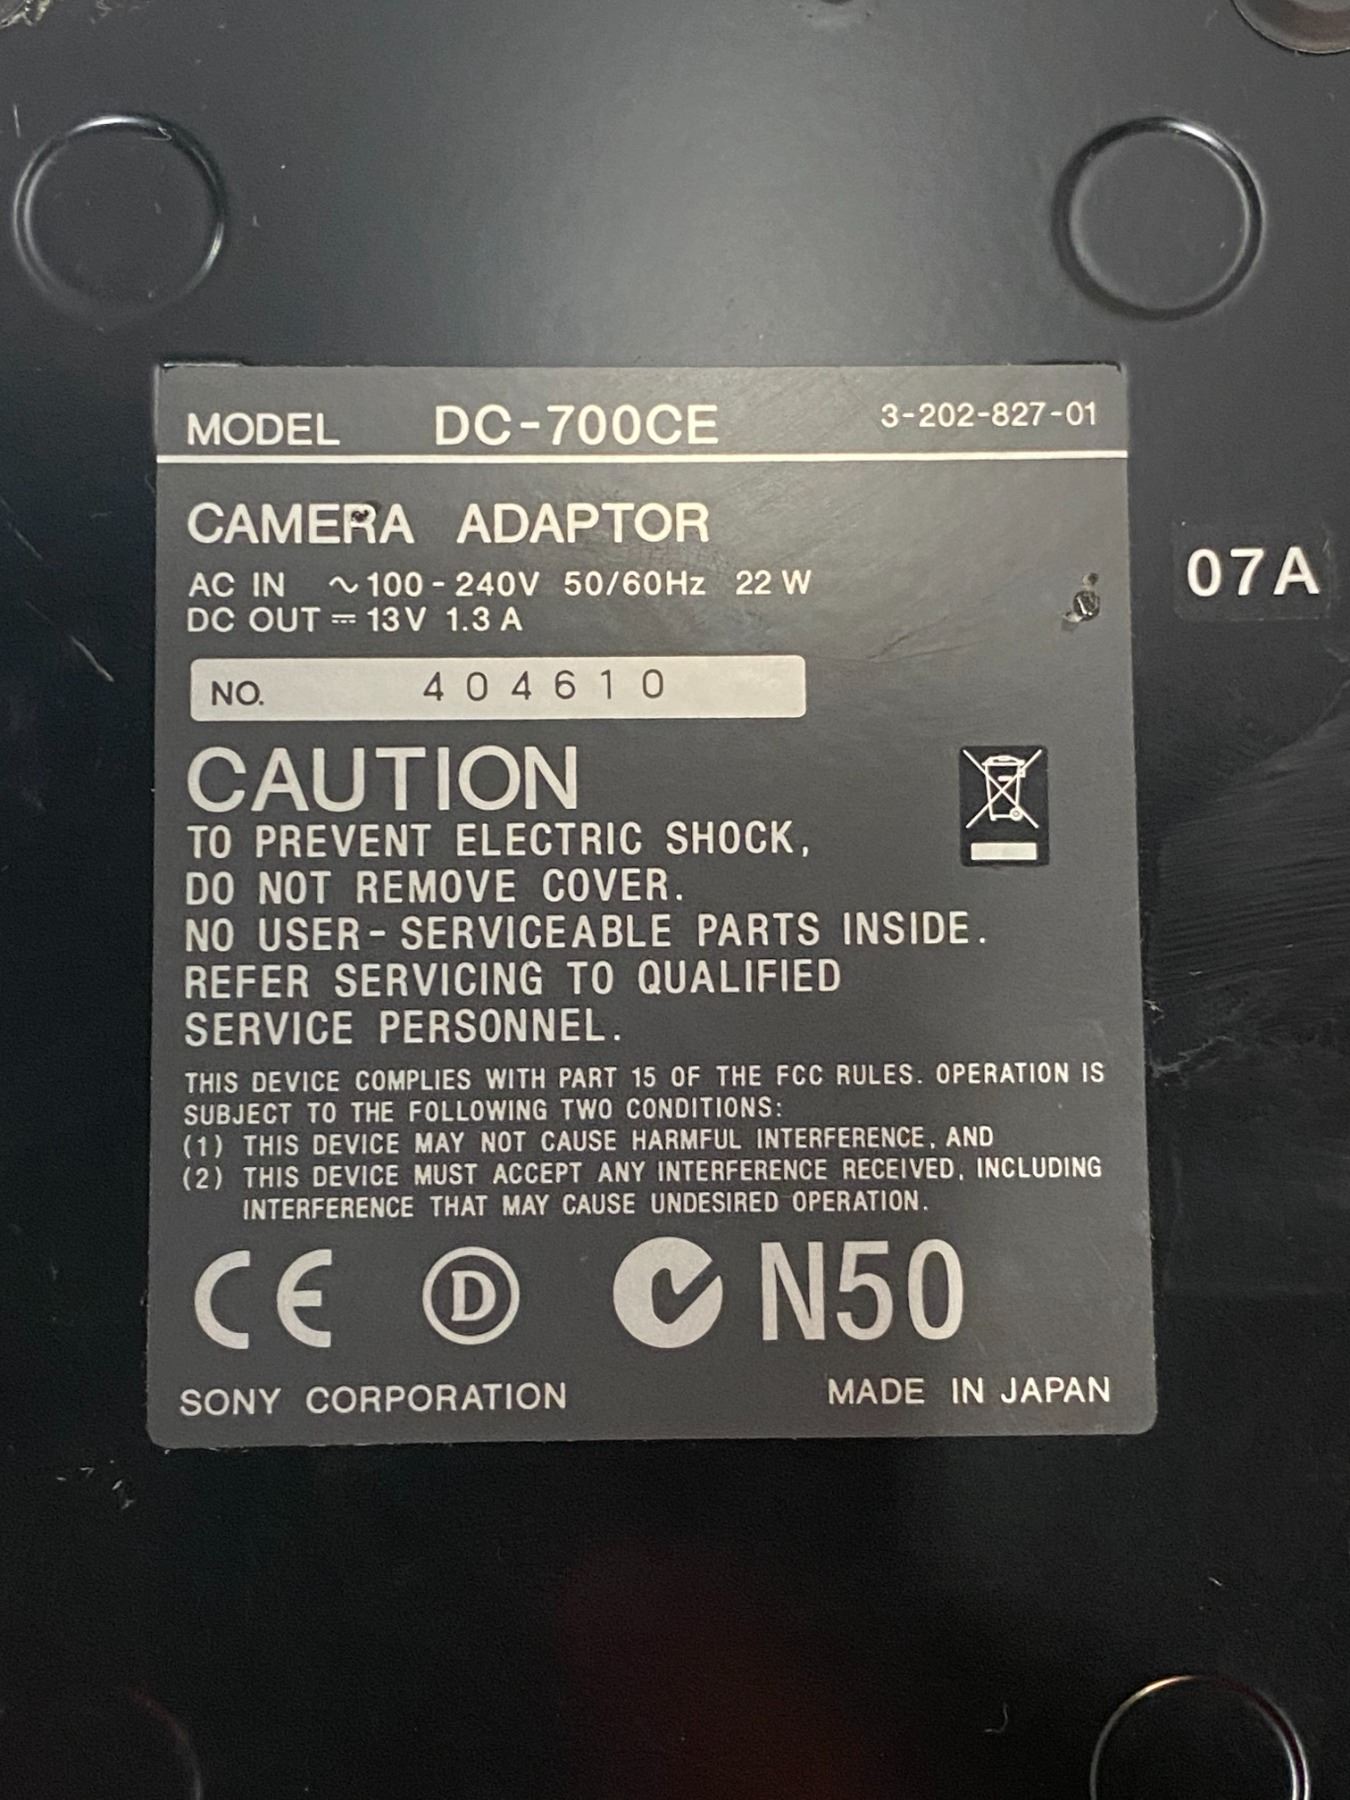 MODEL DC-700CE 3-202-827-01
CAMERA ADAPTOR
AC IN ~100-240V 50/60Hz 22W
DC OUT ⎓ 13V 1.3A
07A
NO. 404610
CAUTION
TO PREVENT ELECTRIC SHOCK,
DO NOT REMOVE COVER.
NO USER-SERVICEABLE PARTS INSIDE.
REFER SERVICING TO QUALIFIED
SERVICE PERSONNEL.
THIS DEVICE COMPLIES WITH PART 15 OF THE FCC RULES. OPERATION IS
SUBJECT TO THE FOLLOWING TWO CONDITIONS:
(1) THIS DEVICE MAY NOT CAUSE HARMFUL INTERFERENCE, AND
(2) THIS DEVICE MUST ACCEPT ANY INTERFERENCE RECEIVED, INCLUDING
INTERFERENCE THAT MAY CAUSE UNDESIRED OPERATION.
CE D N50
SONY CORPORATION MADE IN JAPAN